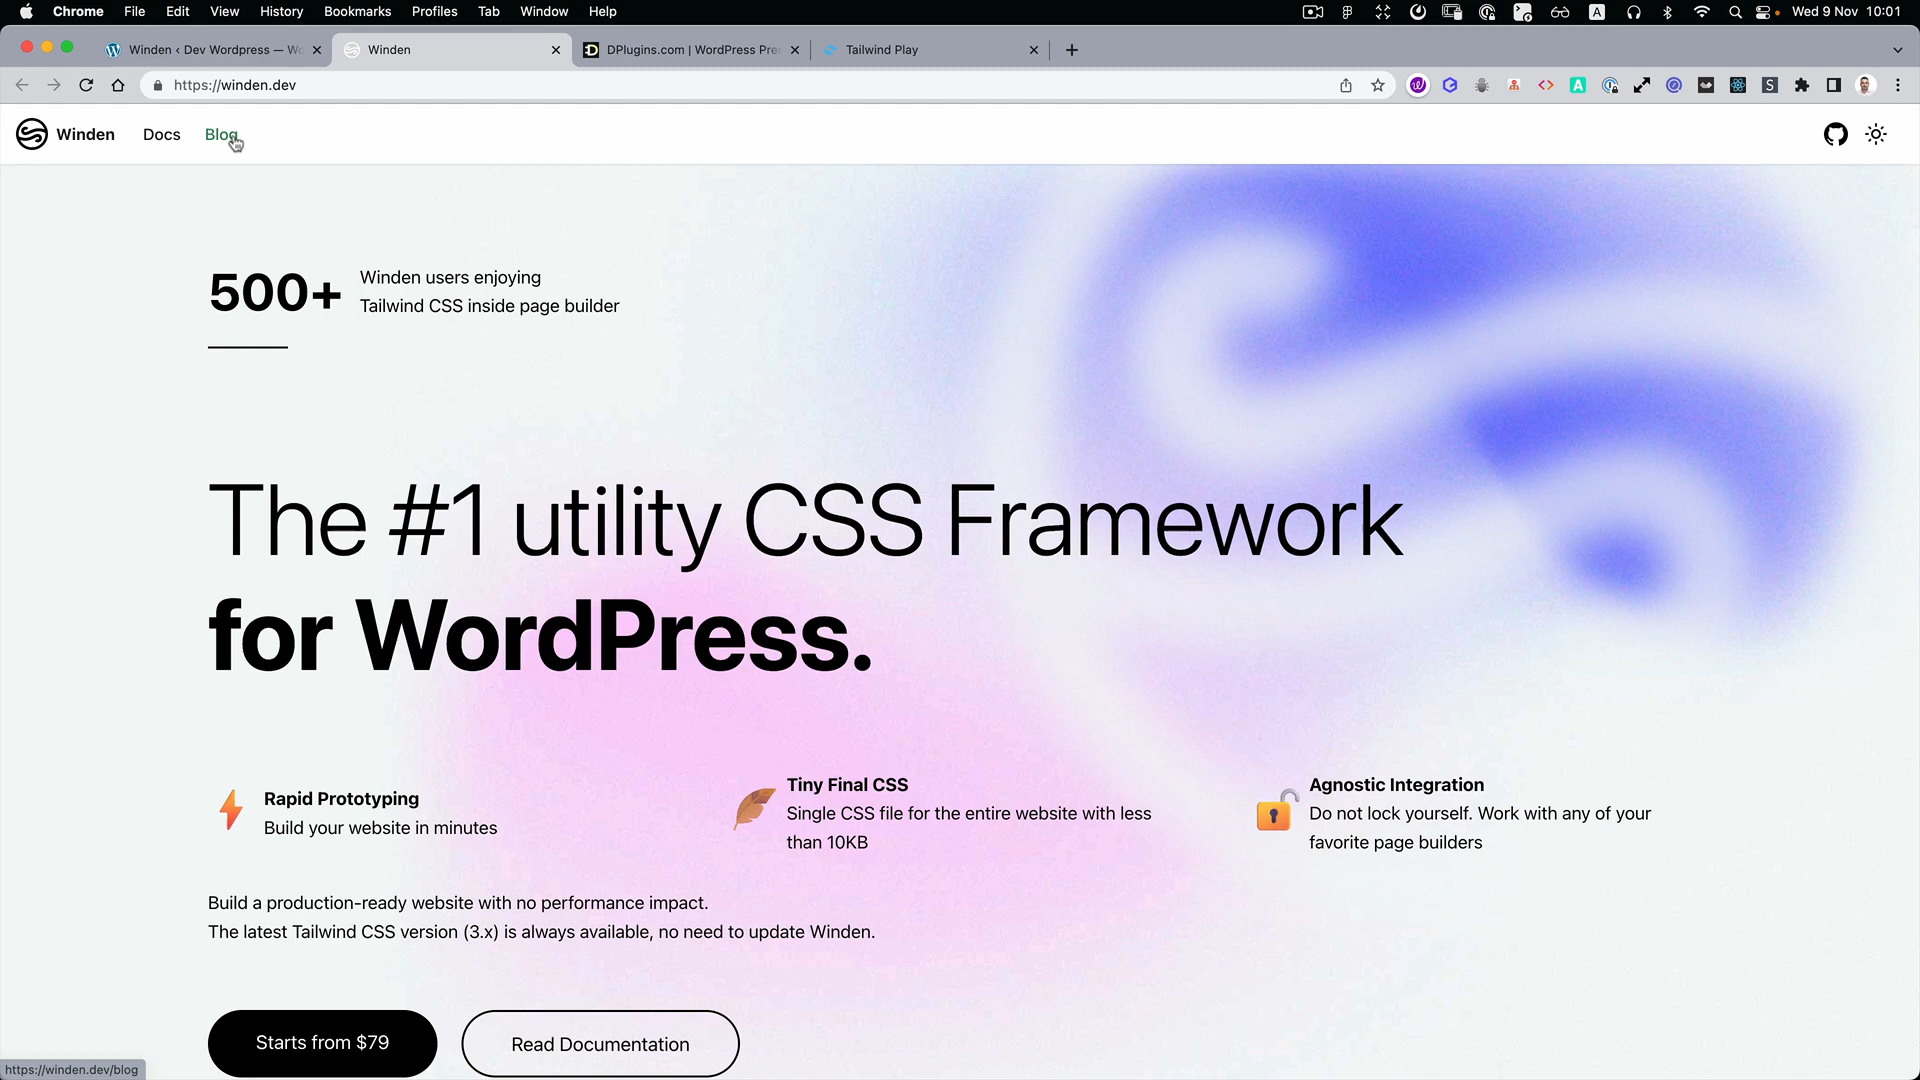 Chrome File Edit View History Bookmarks Profiles Tab Window Help
A
Wed 9 Nov 10:01
Winden ‹ Dev Wordpress — Wo
Winden
DPlugins.com | WordPress Pre
Tailwind Play
https://winden.dev
A
S
Winden
Docs
Blog
500+
Winden users enjoying
Tailwind CSS inside page builder
The #1 utility CSS Framework
for WordPress.
Rapid Prototyping
Build your website in minutes
Tiny Final CSS
Single CSS file for the entire website with less
than 10KB
Agnostic Integration
Do not lock yourself. Work with any of your
favorite page builders
Build a production-ready website with no performance impact.
The latest Tailwind CSS version (3.x) is always available, no need to update Winden.
Starts from $79
Read Documentation
https://winden.dev/blog